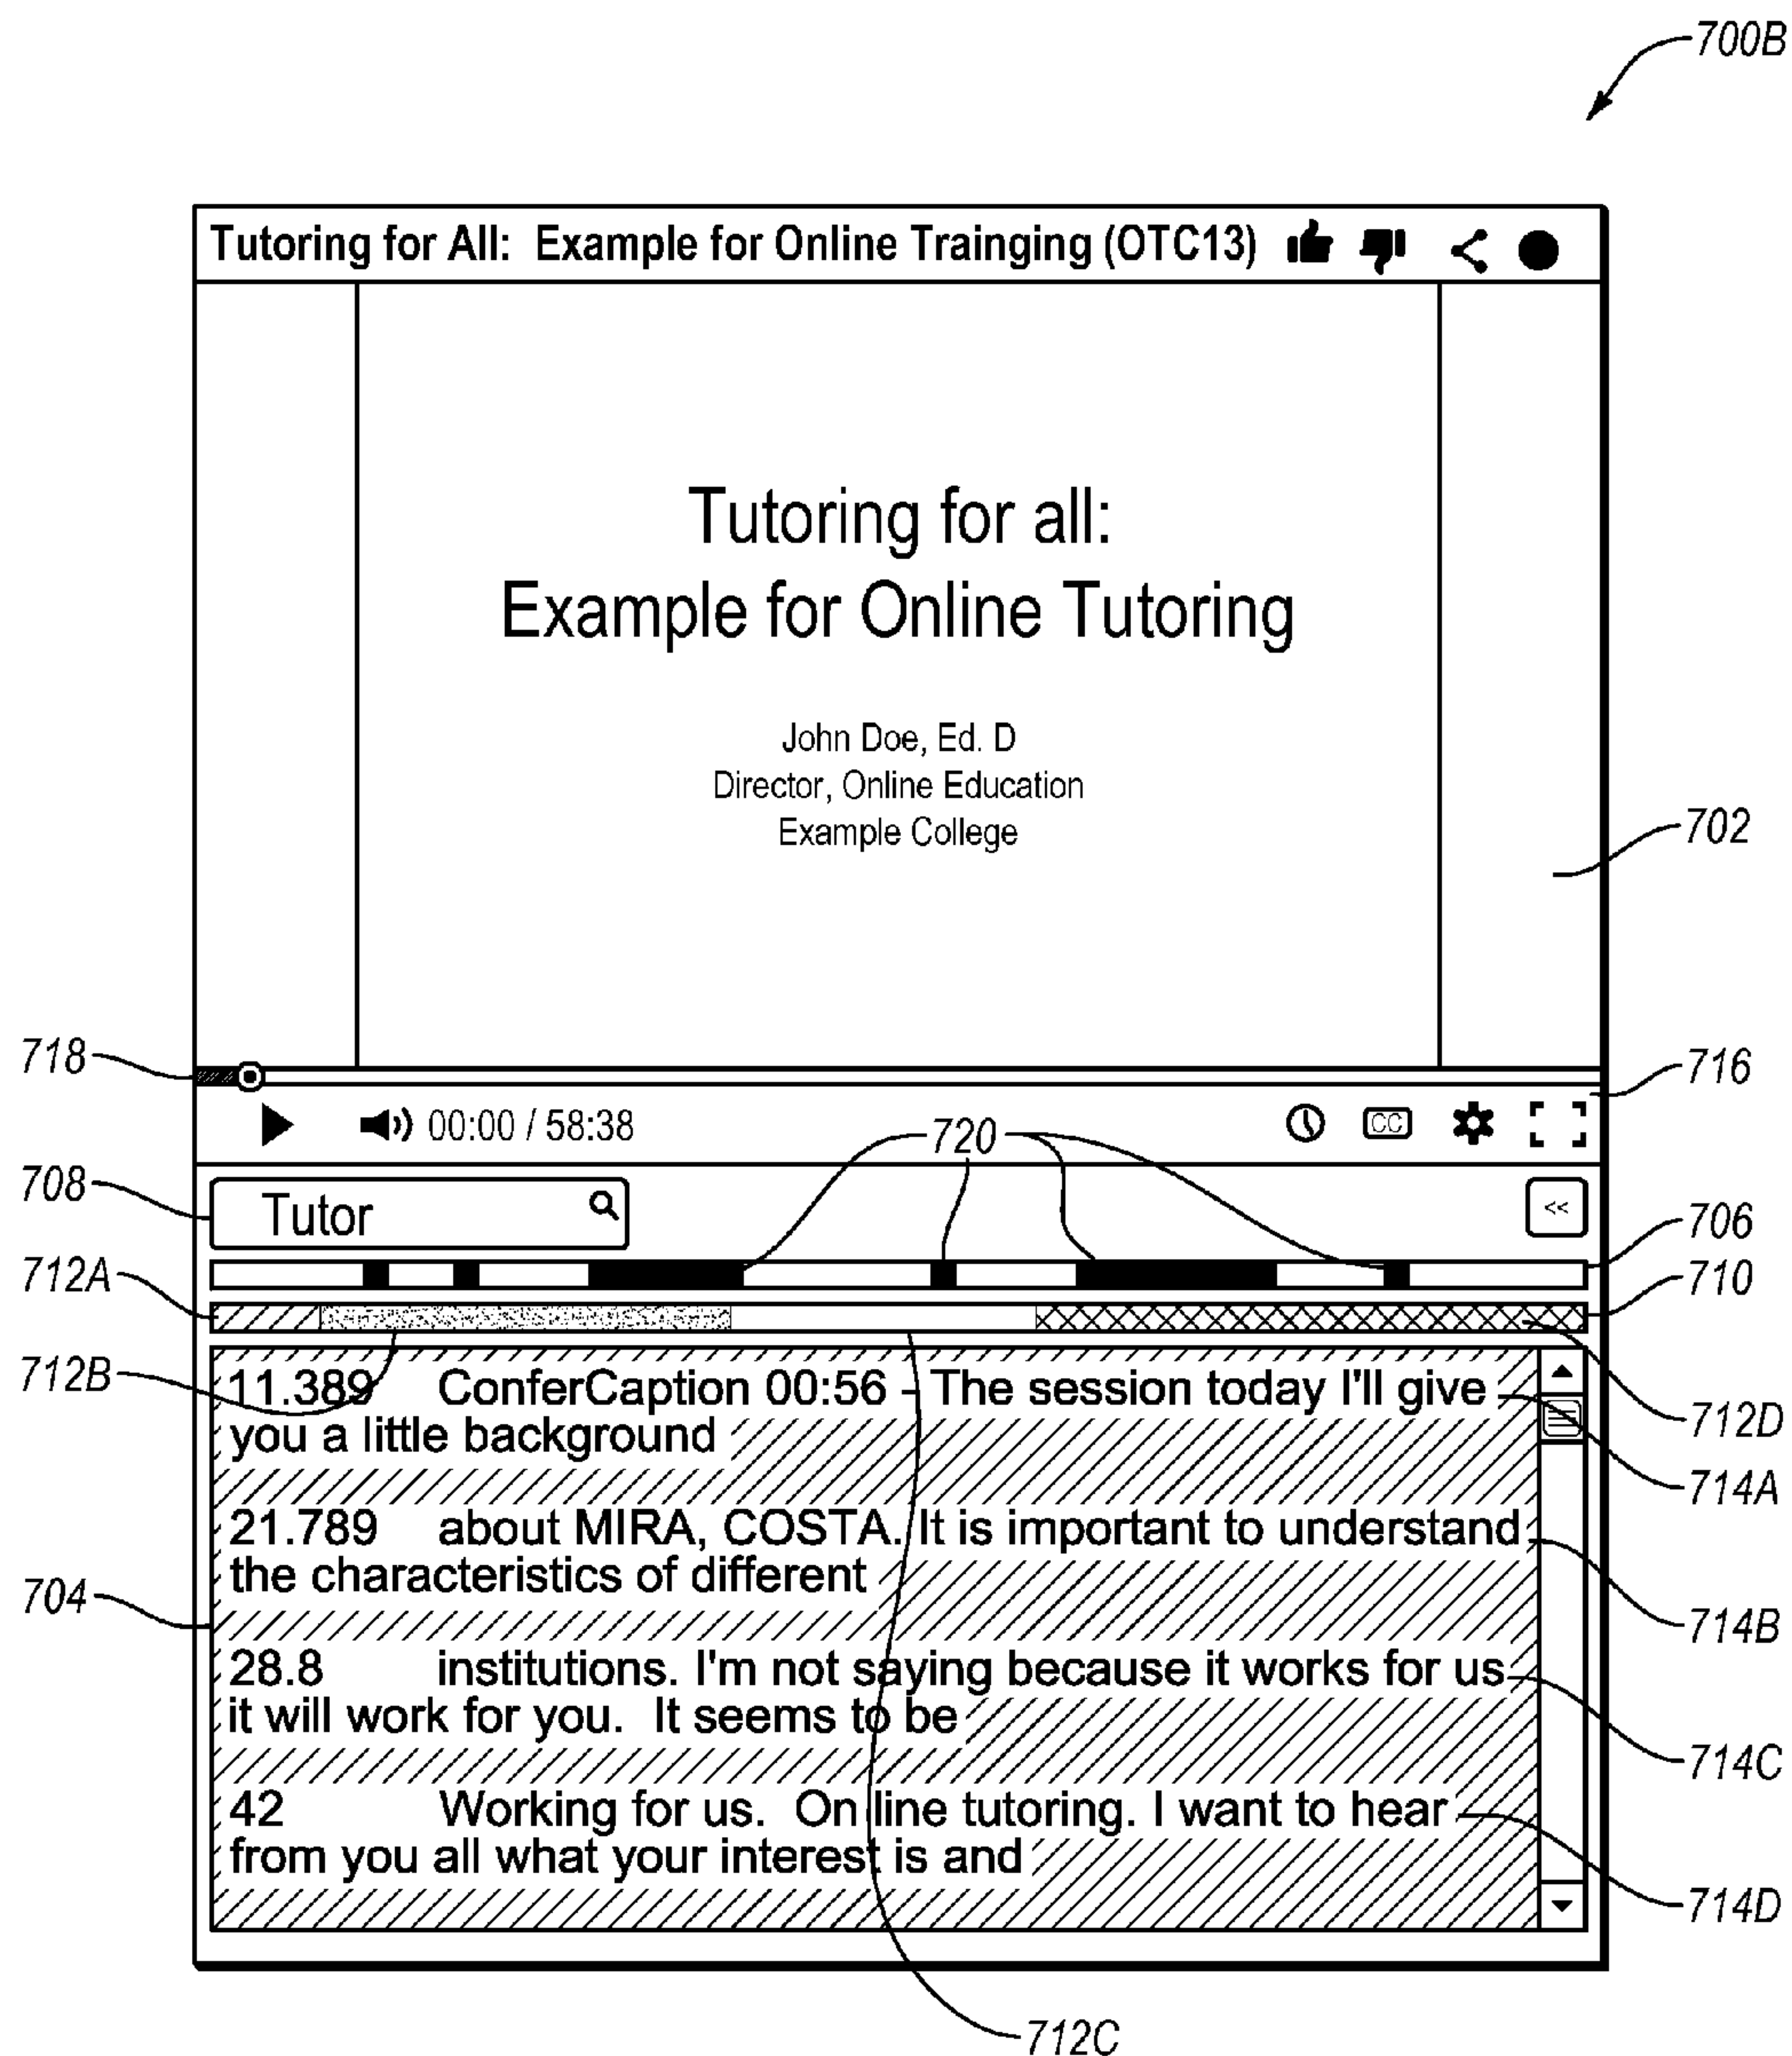 700B
Tutoring for All:  Example for Online Trainging (OTC13)
Tutoring for all:
Example for Online Tutoring
John Doe, Ed. D
Director, Online Education
Example College
702
718
716
00:00 / 58:38
CC
720
708
Tutor
<<
706
712A
710
712B
11.389 ConferCaption 00:56 - The session today I'll give
you a little background
712D
714A
21.789 about MIRA, COSTA. It is important to understand
the characteristics of different
704
714B
28.8 institutions. I'm not saying because it works for us
it will work for you.  It seems to be
714C
42 Working for us.  On line tutoring. I want to hear
from you all what your interest is and
714D
712C